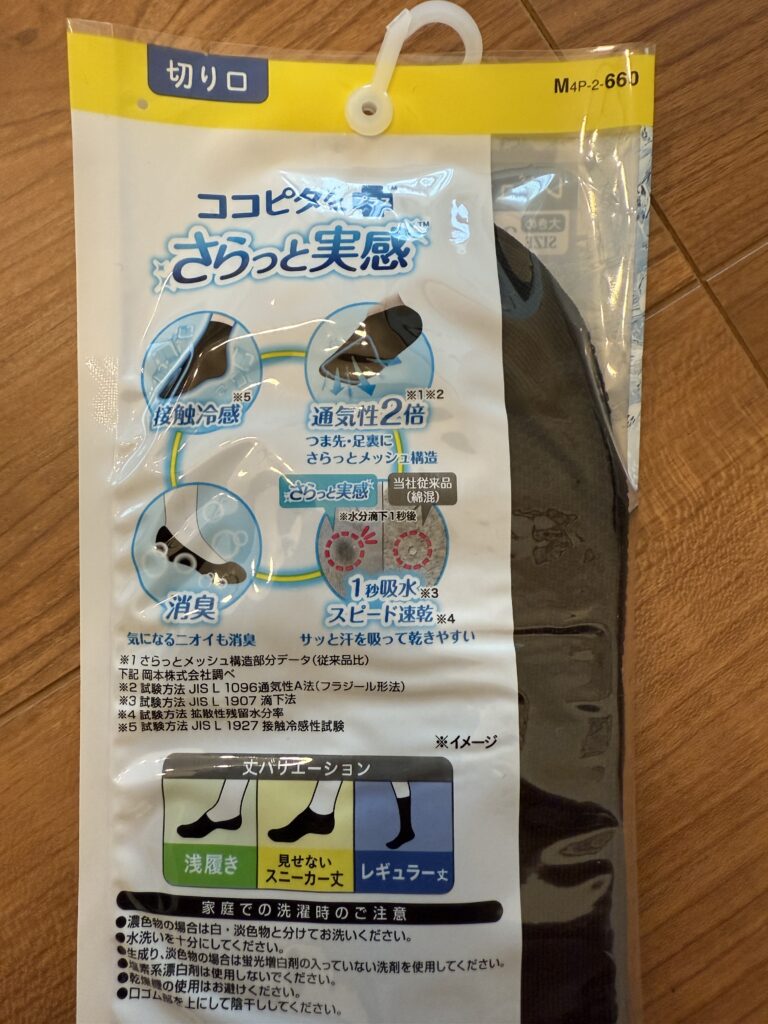 切り口
M4P-2-660
ココピタ プラス™
さらっと実感™
大きめ
SIZE
接触冷感 ※5
通気性2倍 ※1※2
つま先・足裏に
さらっとメッシュ構造
さらっと実感
当社従来品
(綿混)
※水分滴下1秒後
消臭
気になるニオイも消臭
1秒吸水 ※3
スピード速乾 ※4
サッと汗を吸って乾きやすい
※1 さらっとメッシュ構造部分データ(従来品比)
下記 岡本株式会社調べ
※2 試験方法 JIS L 1096通気性A法(フラジール形法)
※3 試験方法 JIS L 1907 滴下法
※4 試験方法 拡散性残留水分率
※5 試験方法 JIS L 1927 接触冷感性試験
※イメージ
丈バリエーション
浅履き
見せない
スニーカー丈
レギュラー丈
家庭での洗濯時のご注意
●濃色物の場合は白・淡色物と分けてお洗いください。
●水洗いを十分にしてください。
●生成り、淡色物の場合は蛍光増白剤の入っていない洗剤を使用してください。
●塩素系漂白剤は使用しないでください。
●乾燥機の使用はお避けください。
●口ゴム部を上にして陰干ししてください。